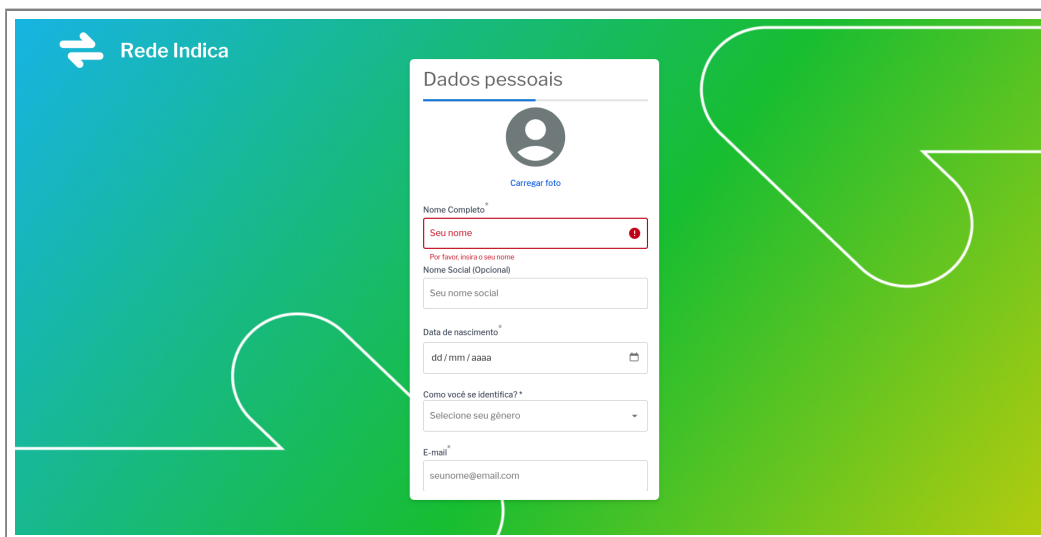 Rede Indica
Dados pessoais
Carregar foto
Nome Completo*
Seu nome
Por favor, insira o seu nome
Nome Social (Opcional)
Seu nome social
Data de nascimento*
dd/mm/aaaa
Como você se identifica? *
Selecione seu gênero
E-mail*
seunome@email.com